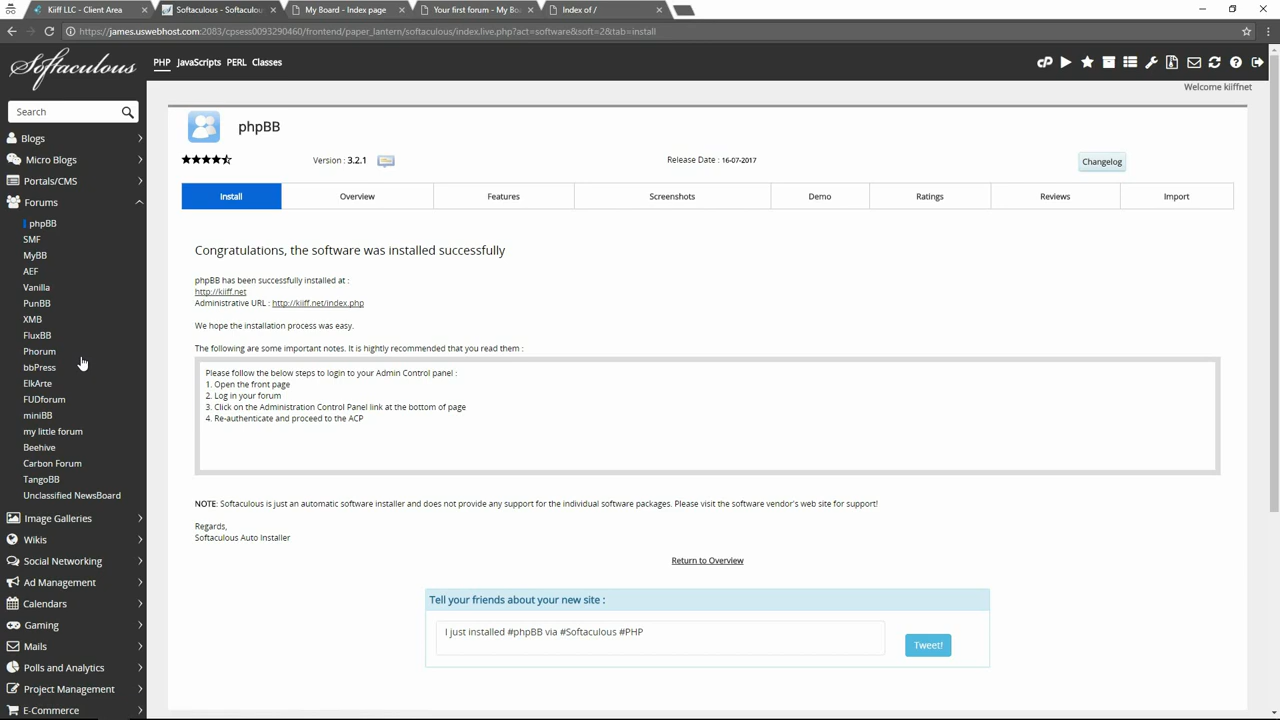 Kiiff LLC - Client Area
Softaculous - Softaculou
My Board - Index page
Your first forum - My Bo
Index of /
https://james.uswebhost.com:2083/cpsess0093290460/frontend/paper_lantern/softaculous/index.live.php?act=software&soft=2&tab=install
Softaculous
PHP JavaScripts PERL Classes
cP
Welcome kiiffnet
Search
Blogs
Micro Blogs
Portals/CMS
Forums
phpBB
SMF
MyBB
AEF
Vanilla
PunBB
XMB
FluxBB
Phorum
bbPress
ElkArte
FUDforum
miniBB
my little forum
Beehive
Carbon Forum
TangoBB
Unclassified NewsBoard
Image Galleries
Wikis
Social Networking
Ad Management
Calendars
Gaming
Mails
Polls and Analytics
Project Management
E-Commerce
phpBB
Version : 3.2.1
Release Date : 16-07-2017
Changelog
Install Overview Features Screenshots Demo Ratings Reviews Import
Congratulations, the software was installed successfully
phpBB has been successfully installed at :
http://kiiff.net
Administrative URL : http://kiiff.net/index.php
We hope the installation process was easy.
The following are some important notes. It is highly recommended that you read them :
Please follow the below steps to login to your Admin Control panel :
1. Open the front page
2. Log in your forum
3. Click on the Administration Control Panel link at the bottom of page
4. Re-authenticate and proceed to the ACP
NOTE: Softaculous is just an automatic software installer and does not provide any support for the individual software packages. Please visit the software vendor's web site for support!
Regards,
Softaculous Auto Installer
Return to Overview
Tell your friends about your new site :
I just installed #phpBB via #Softaculous #PHP
Tweet!